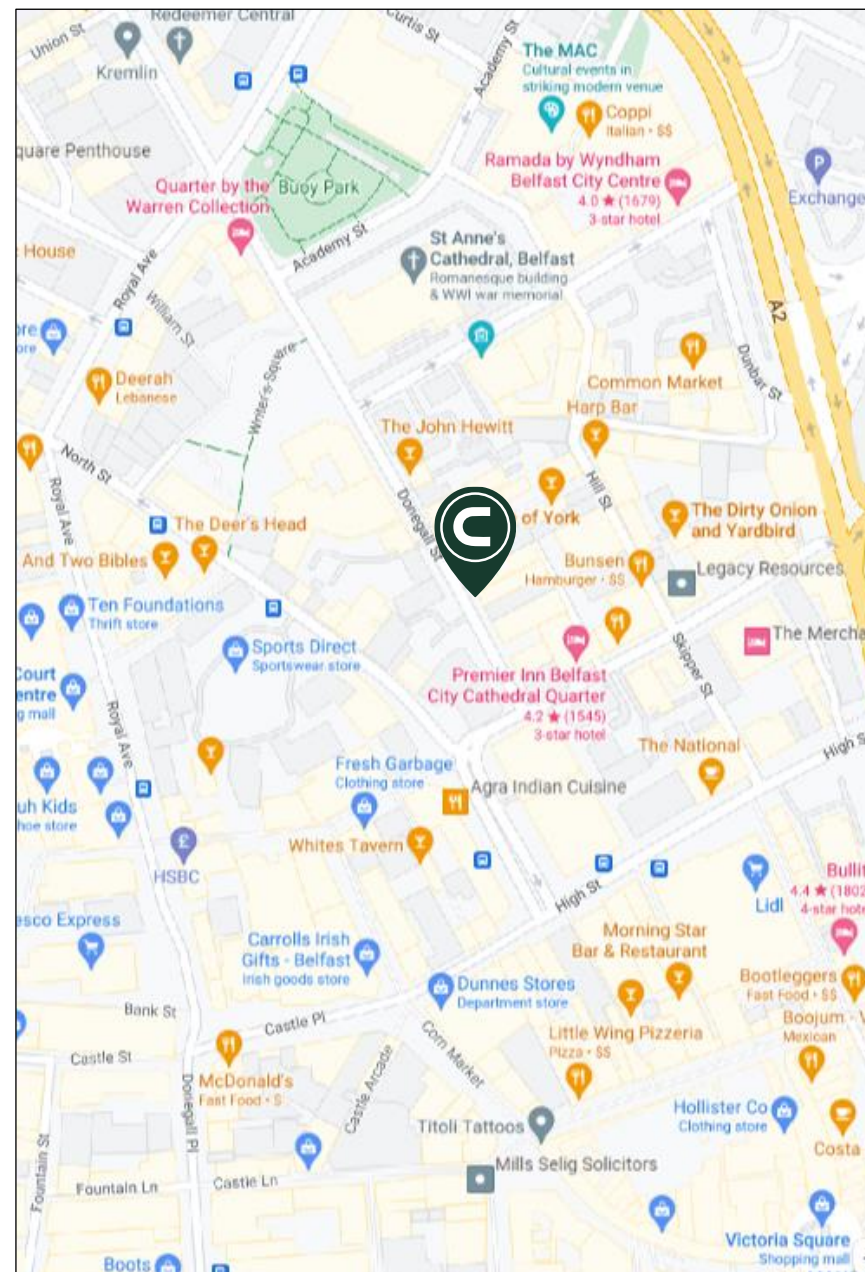 Redeemer Central
Union St
Curtis St
Kremlin
Academy St
The MAC
Cultural events in
striking modern venue
Coppi
Italian • $$
quare Penthouse
Ramada by Wyndham
Belfast City Centre
4.0 ★ (1679)
3-star hotel
Exchange
Quarter by the
Warren Collection
Buoy Park
Academy St
House
St Anne's
Cathedral, Belfast
Romanesque building
& WWI war memorial
Royal Ave
William St
A2
ore
ore
Deerah
Lebanese
Winter's Square
Common Market
Dunbar St
Harp Bar
The John Hewitt
North St
Royal Ave
Hill St
Donegall St
of York
C
The Dirty Onion
and Yardbird
The Deer's Head
And Two Bibles
Bunsen
Hamburger • $$
Legacy Resources
Ten Foundations
Thrift store
Sports Direct
Sportswear store
The Mercha
Skipper St
Court
entre
g mall
Premier Inn Belfast
City Cathedral Quarter
4.2 ★ (1545)
3-star hotel
Royal Ave
The National
High S
Fresh Garbage
Clothing store
Agra Indian Cuisine
uh Kids
hoe store
Whites Tavern
HSBC
Bullit
4.4 ★ (1802
4-star hote
Lidl
High St
esco Express
Carrolls Irish
Gifts - Belfast
Irish goods store
Morning Star
Bar & Restaurant
Dunnes Stores
Department store
Bootleggers
Fast Food • $$
Bank St
Castle Pl
Corn Market
Little Wing Pizzeria
Pizza • $$
Boojum - V
Mexican
Castle St
McDonald's
Fast Food • $
Castle Arcade
Donegall Pl
Titoli Tattoos
Hollister Co
Clothing store
Costa
Mills Selig Solicitors
Fountain St
Fountain Ln
Castle Ln
Boots
Victoria Square
Shopping mall